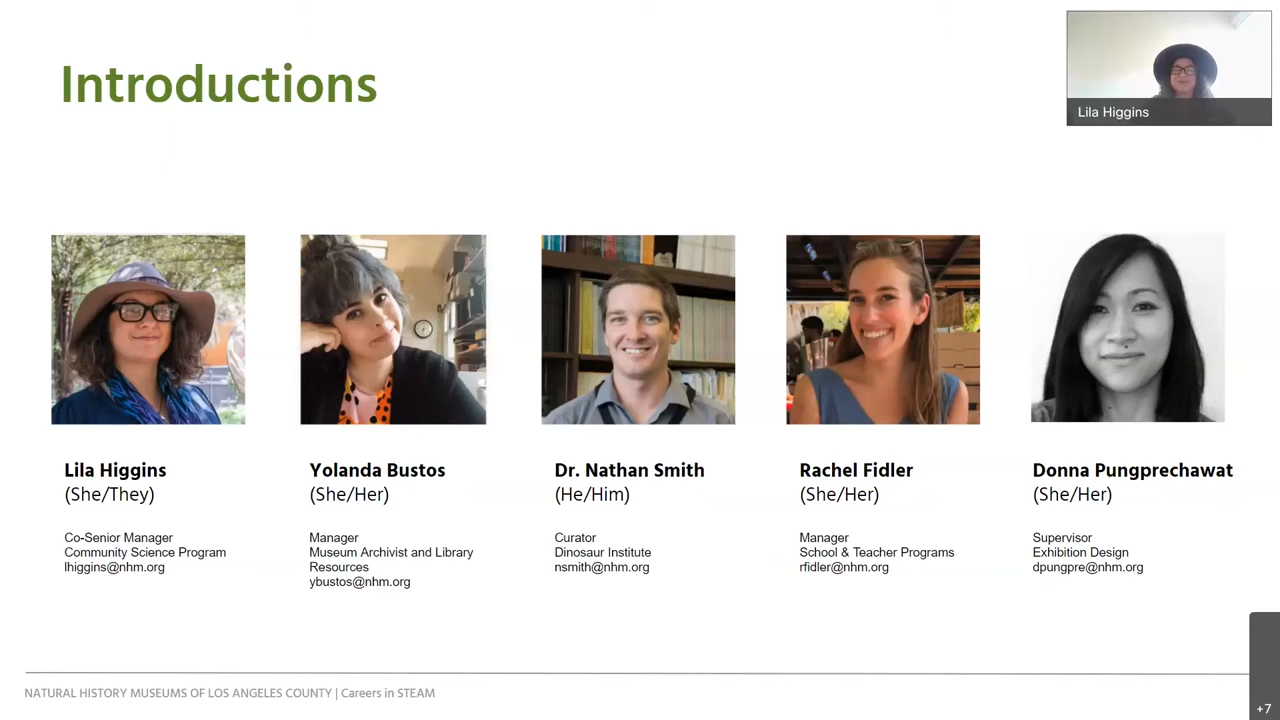 Introductions
Lila Higgins
Lila Higgins
(She/They)
Co-Senior Manager
Community Science Program
lhiggins@nhm.org
Yolanda Bustos
(She/Her)
Manager
Museum Archivist and Library
Resources
ybustos@nhm.org
Dr. Nathan Smith
(He/Him)
Curator
Dinosaur Institute
nsmith@nhm.org
Rachel Fidler
(She/Her)
Manager
School & Teacher Programs
rfidler@nhm.org
Donna Pungprechawat
(She/Her)
Supervisor
Exhibition Design
dpungpre@nhm.org
NATURAL HISTORY MUSEUMS OF LOS ANGELES COUNTY | Careers in STEAM
+7